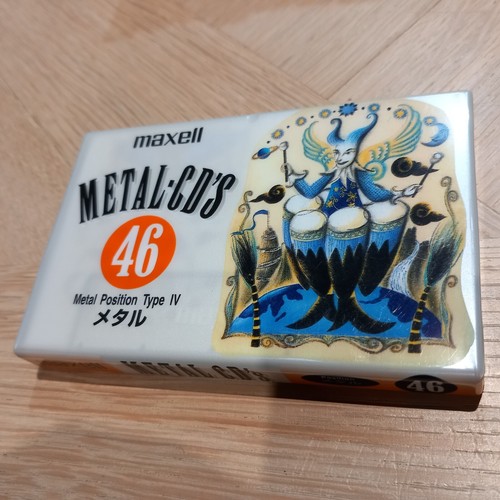 maxell
METAL-CD'S
46
Metal Position Type IV
メタル
METAL-CD's
46